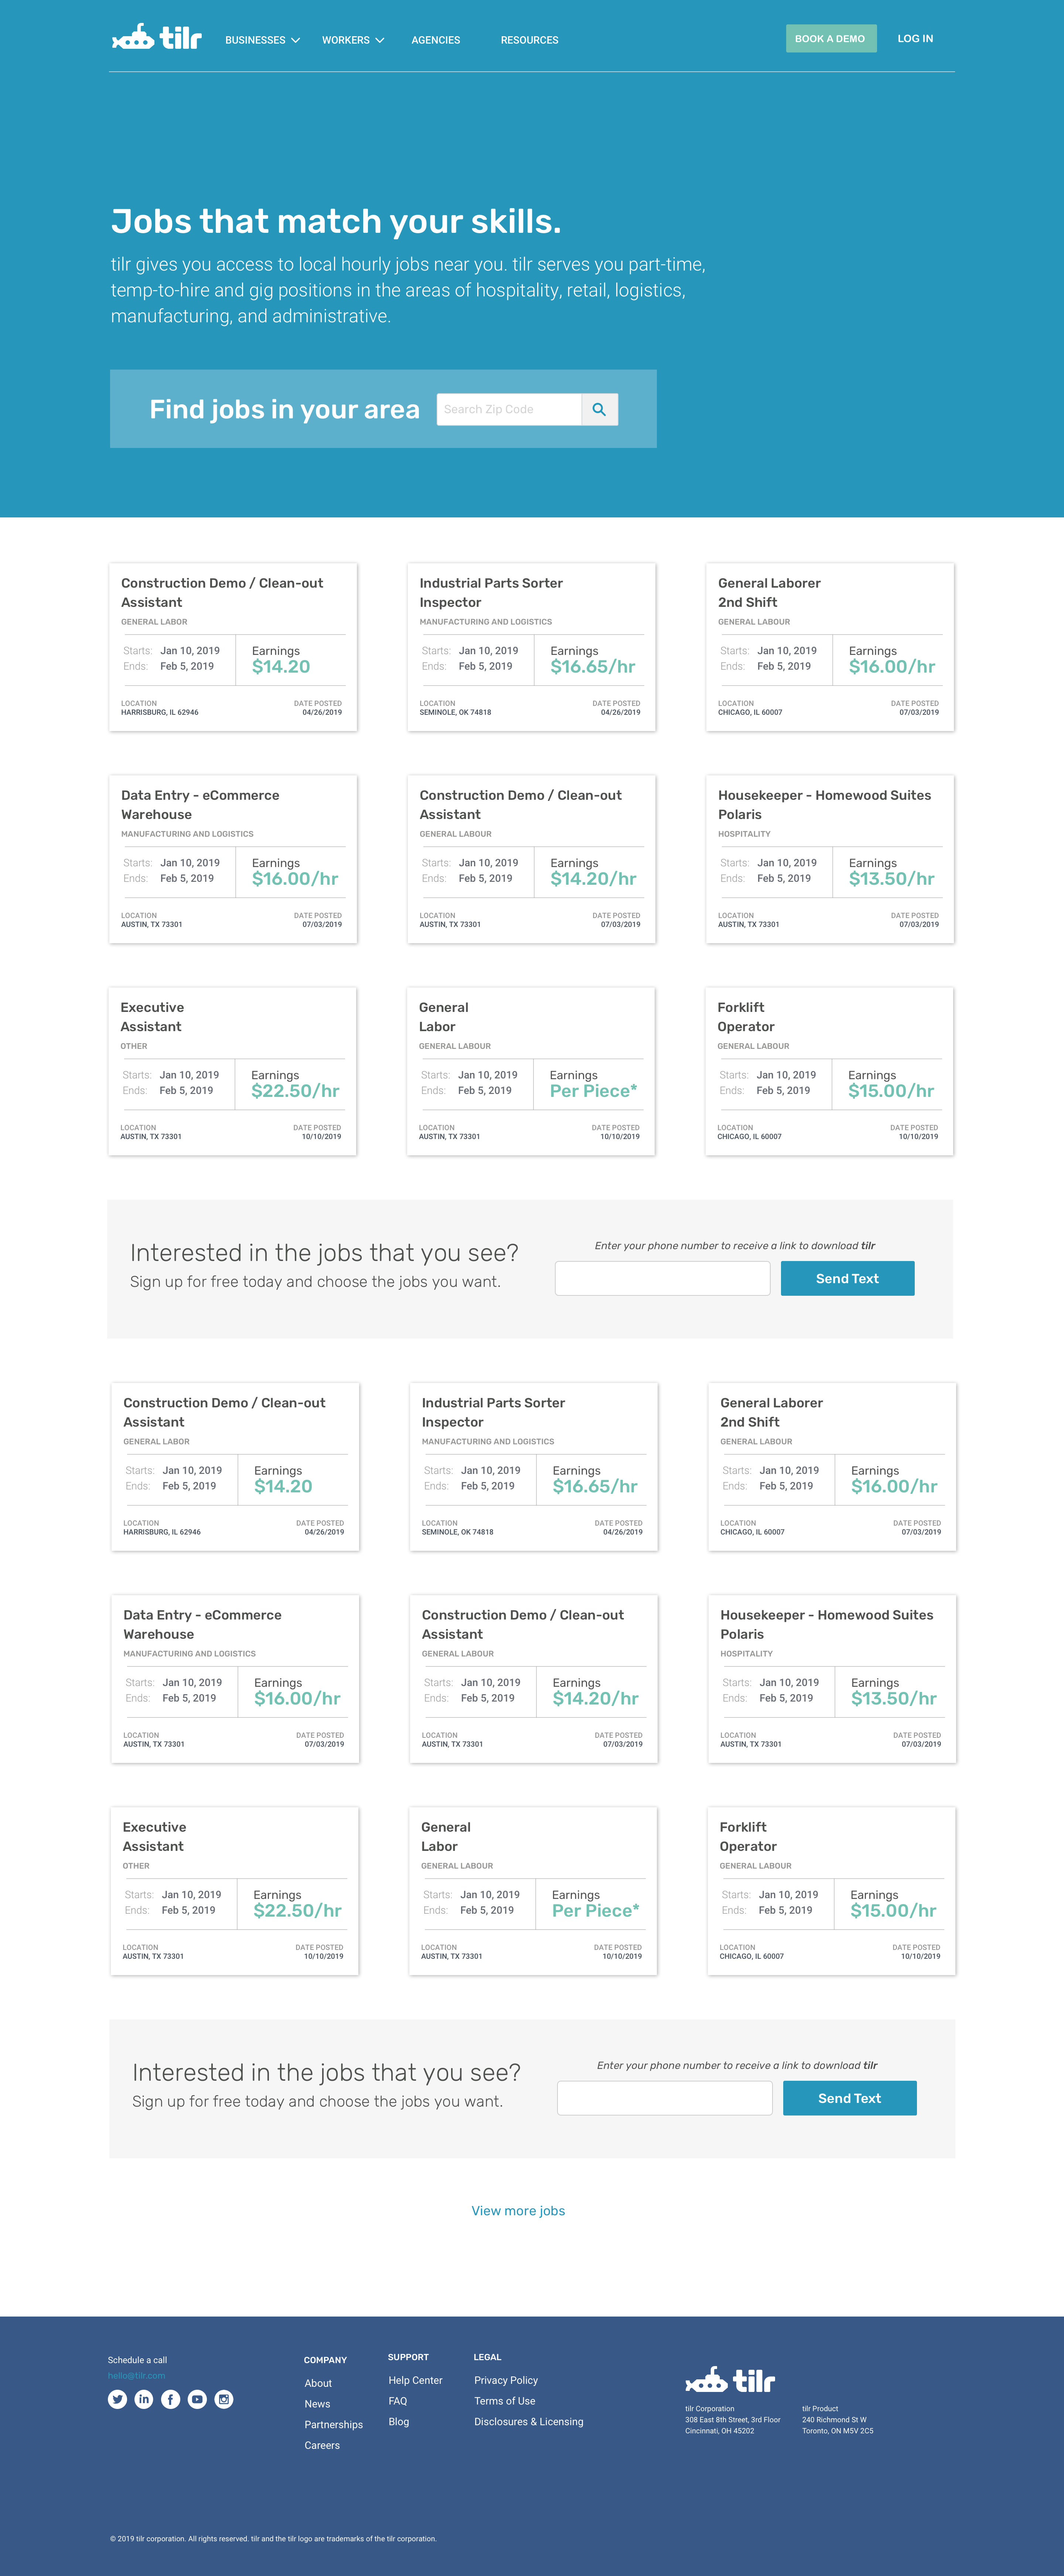 tilr
BUSINESSES WORKERS AGENCIES RESOURCES BOOK A DEMO LOG IN
Jobs that match your skills.
tilr gives you access to local hourly jobs near you. tilr serves you part-time,
temp-to-hire and gig positions in the areas of hospitality, retail, logistics,
manufacturing, and administrative.
Find jobs in your area
Search Zip Code
Construction Demo / Clean-out
Assistant
GENERAL LABOR
Starts: Jan 10, 2019
Ends: Feb 5, 2019
Earnings
$14.20
LOCATION
HARRISBURG, IL 62946
DATE POSTED
04/26/2019
Industrial Parts Sorter
Inspector
MANUFACTURING AND LOGISTICS
Starts: Jan 10, 2019
Ends: Feb 5, 2019
Earnings
$16.65/hr
LOCATION
SEMINOLE, OK 74818
DATE POSTED
04/26/2019
General Laborer
2nd Shift
GENERAL LABOUR
Starts: Jan 10, 2019
Ends: Feb 5, 2019
Earnings
$16.00/hr
LOCATION
CHICAGO, IL 60007
DATE POSTED
07/03/2019
Data Entry - eCommerce
Warehouse
MANUFACTURING AND LOGISTICS
Starts: Jan 10, 2019
Ends: Feb 5, 2019
Earnings
$16.00/hr
LOCATION
AUSTIN, TX 73301
DATE POSTED
07/03/2019
Construction Demo / Clean-out
Assistant
GENERAL LABOUR
Starts: Jan 10, 2019
Ends: Feb 5, 2019
Earnings
$14.20/hr
LOCATION
AUSTIN, TX 73301
DATE POSTED
07/03/2019
Housekeeper - Homewood Suites
Polaris
HOSPITALITY
Starts: Jan 10, 2019
Ends: Feb 5, 2019
Earnings
$13.50/hr
LOCATION
AUSTIN, TX 73301
DATE POSTED
07/03/2019
Executive
Assistant
OTHER
Starts: Jan 10, 2019
Ends: Feb 5, 2019
Earnings
$22.50/hr
LOCATION
AUSTIN, TX 73301
DATE POSTED
10/10/2019
General
Labor
GENERAL LABOUR
Starts: Jan 10, 2019
Ends: Feb 5, 2019
Earnings
Per Piece*
LOCATION
AUSTIN, TX 73301
DATE POSTED
10/10/2019
Forklift
Operator
GENERAL LABOUR
Starts: Jan 10, 2019
Ends: Feb 5, 2019
Earnings
$15.00/hr
LOCATION
CHICAGO, IL 60007
DATE POSTED
10/10/2019
Interested in the jobs that you see?
Sign up for free today and choose the jobs you want.
Enter your phone number to receive a link to download tilr
Send Text
Construction Demo / Clean-out
Assistant
GENERAL LABOR
Starts: Jan 10, 2019
Ends: Feb 5, 2019
Earnings
$14.20
LOCATION
HARRISBURG, IL 62946
DATE POSTED
04/26/2019
Industrial Parts Sorter
Inspector
MANUFACTURING AND LOGISTICS
Starts: Jan 10, 2019
Ends: Feb 5, 2019
Earnings
$16.65/hr
LOCATION
SEMINOLE, OK 74818
DATE POSTED
04/26/2019
General Laborer
2nd Shift
GENERAL LABOUR
Starts: Jan 10, 2019
Ends: Feb 5, 2019
Earnings
$16.00/hr
LOCATION
CHICAGO, IL 60007
DATE POSTED
07/03/2019
Data Entry - eCommerce
Warehouse
MANUFACTURING AND LOGISTICS
Starts: Jan 10, 2019
Ends: Feb 5, 2019
Earnings
$16.00/hr
LOCATION
AUSTIN, TX 73301
DATE POSTED
07/03/2019
Construction Demo / Clean-out
Assistant
GENERAL LABOUR
Starts: Jan 10, 2019
Ends: Feb 5, 2019
Earnings
$14.20/hr
LOCATION
AUSTIN, TX 73301
DATE POSTED
07/03/2019
Housekeeper - Homewood Suites
Polaris
HOSPITALITY
Starts: Jan 10, 2019
Ends: Feb 5, 2019
Earnings
$13.50/hr
LOCATION
AUSTIN, TX 73301
DATE POSTED
07/03/2019
Executive
Assistant
OTHER
Starts: Jan 10, 2019
Ends: Feb 5, 2019
Earnings
$22.50/hr
LOCATION
AUSTIN, TX 73301
DATE POSTED
10/10/2019
General
Labor
GENERAL LABOUR
Starts: Jan 10, 2019
Ends: Feb 5, 2019
Earnings
Per Piece*
LOCATION
AUSTIN, TX 73301
DATE POSTED
10/10/2019
Forklift
Operator
GENERAL LABOUR
Starts: Jan 10, 2019
Ends: Feb 5, 2019
Earnings
$15.00/hr
LOCATION
CHICAGO, IL 60007
DATE POSTED
10/10/2019
Interested in the jobs that you see?
Sign up for free today and choose the jobs you want.
Enter your phone number to receive a link to download tilr
Send Text
View more jobs
Schedule a call
hello@tilr.com
COMPANY
About
News
Partnerships
Careers
SUPPORT
Help Center
FAQ
Blog
LEGAL
Privacy Policy
Terms of Use
Disclosures & Licensing
tilr
tilr Corporation
308 East 8th Street, 3rd Floor
Cincinnati, OH 45202
tilr Product
240 Richmond St W
Toronto, ON M5V 2C5
© 2019 tilr corporation. All rights reserved. tilr and the tilr logo are trademarks of the tilr corporation.